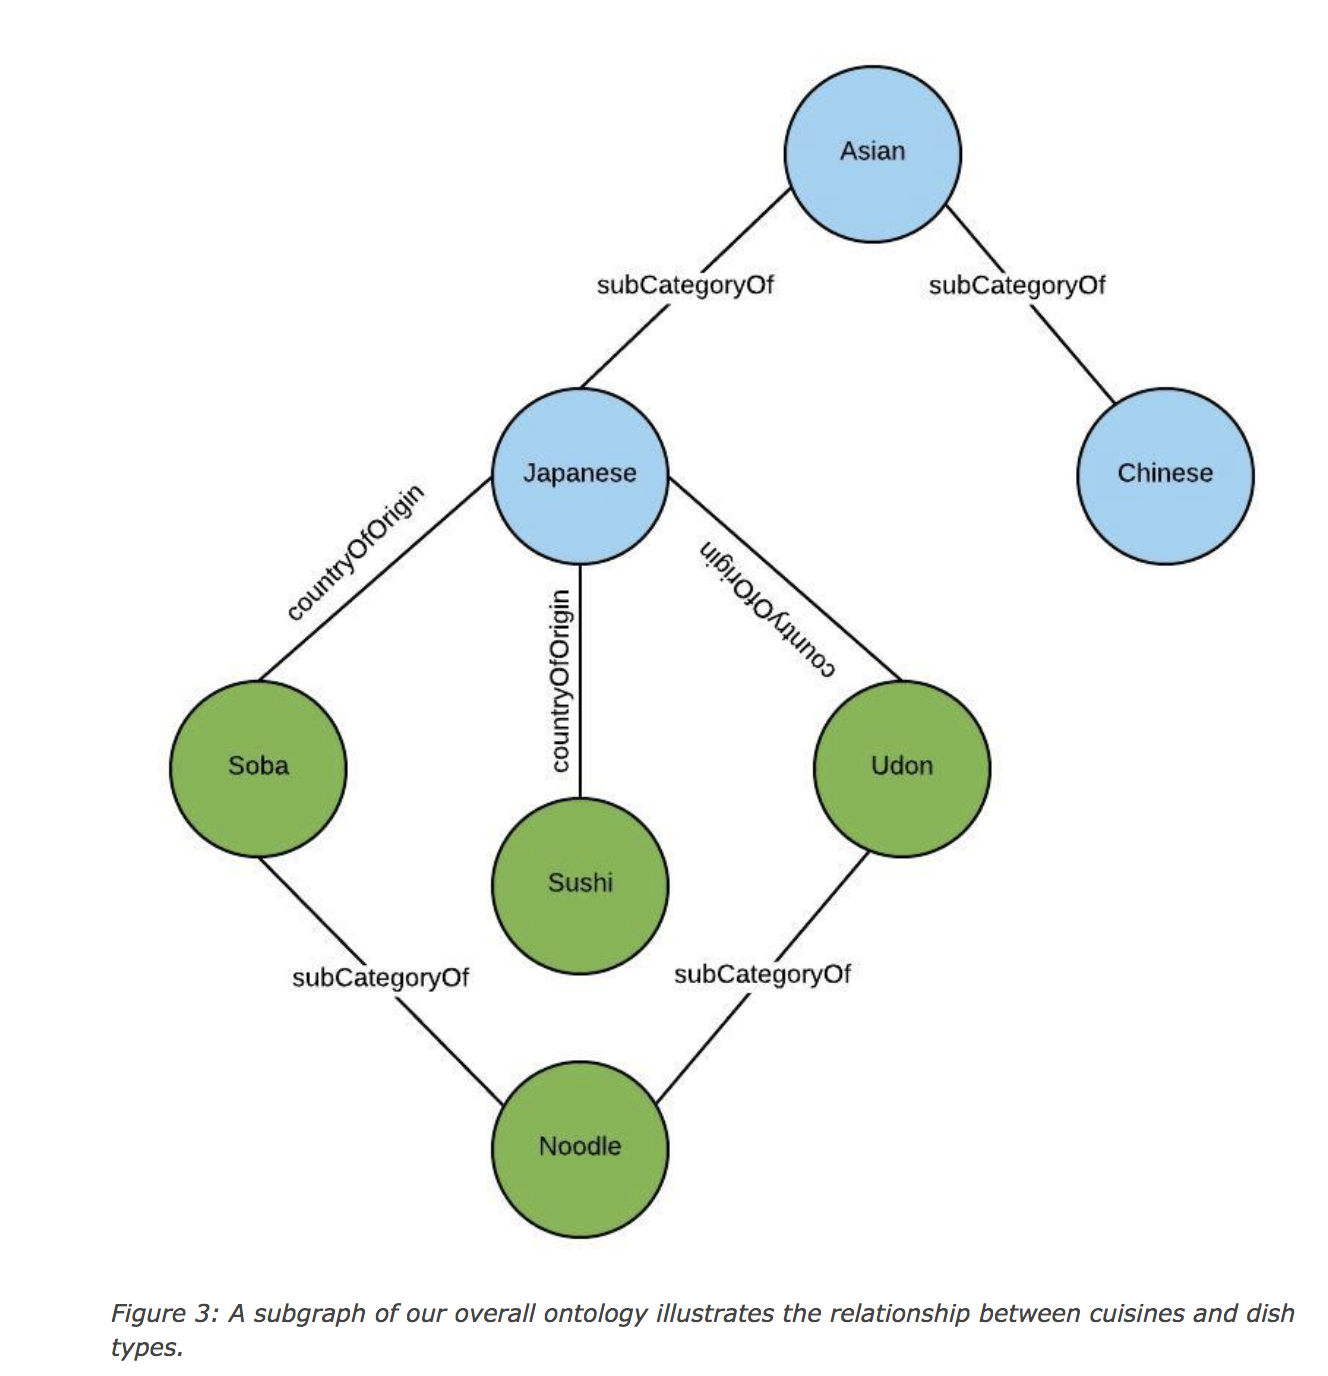 Asian
subCategoryOf
subCategoryOf
Japanese
Chinese
countryOfOrigin
countryOfOrigin
countryOfOrigin
Soba
Udon
Sushi
subCategoryOf
subCategoryOf
Noodle
Figure 3: A subgraph of our overall ontology illustrates the relationship between cuisines and dish
types.